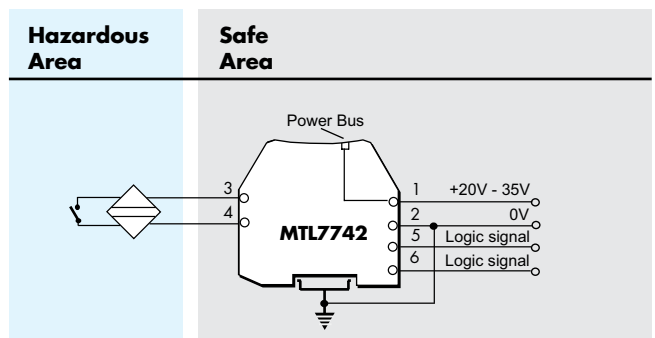 Hazardous
Area
Safe
Area
Power Bus
3
4
MTL7742
1 +20V - 35V
2 0V
5 Logic signal
6 Logic signal